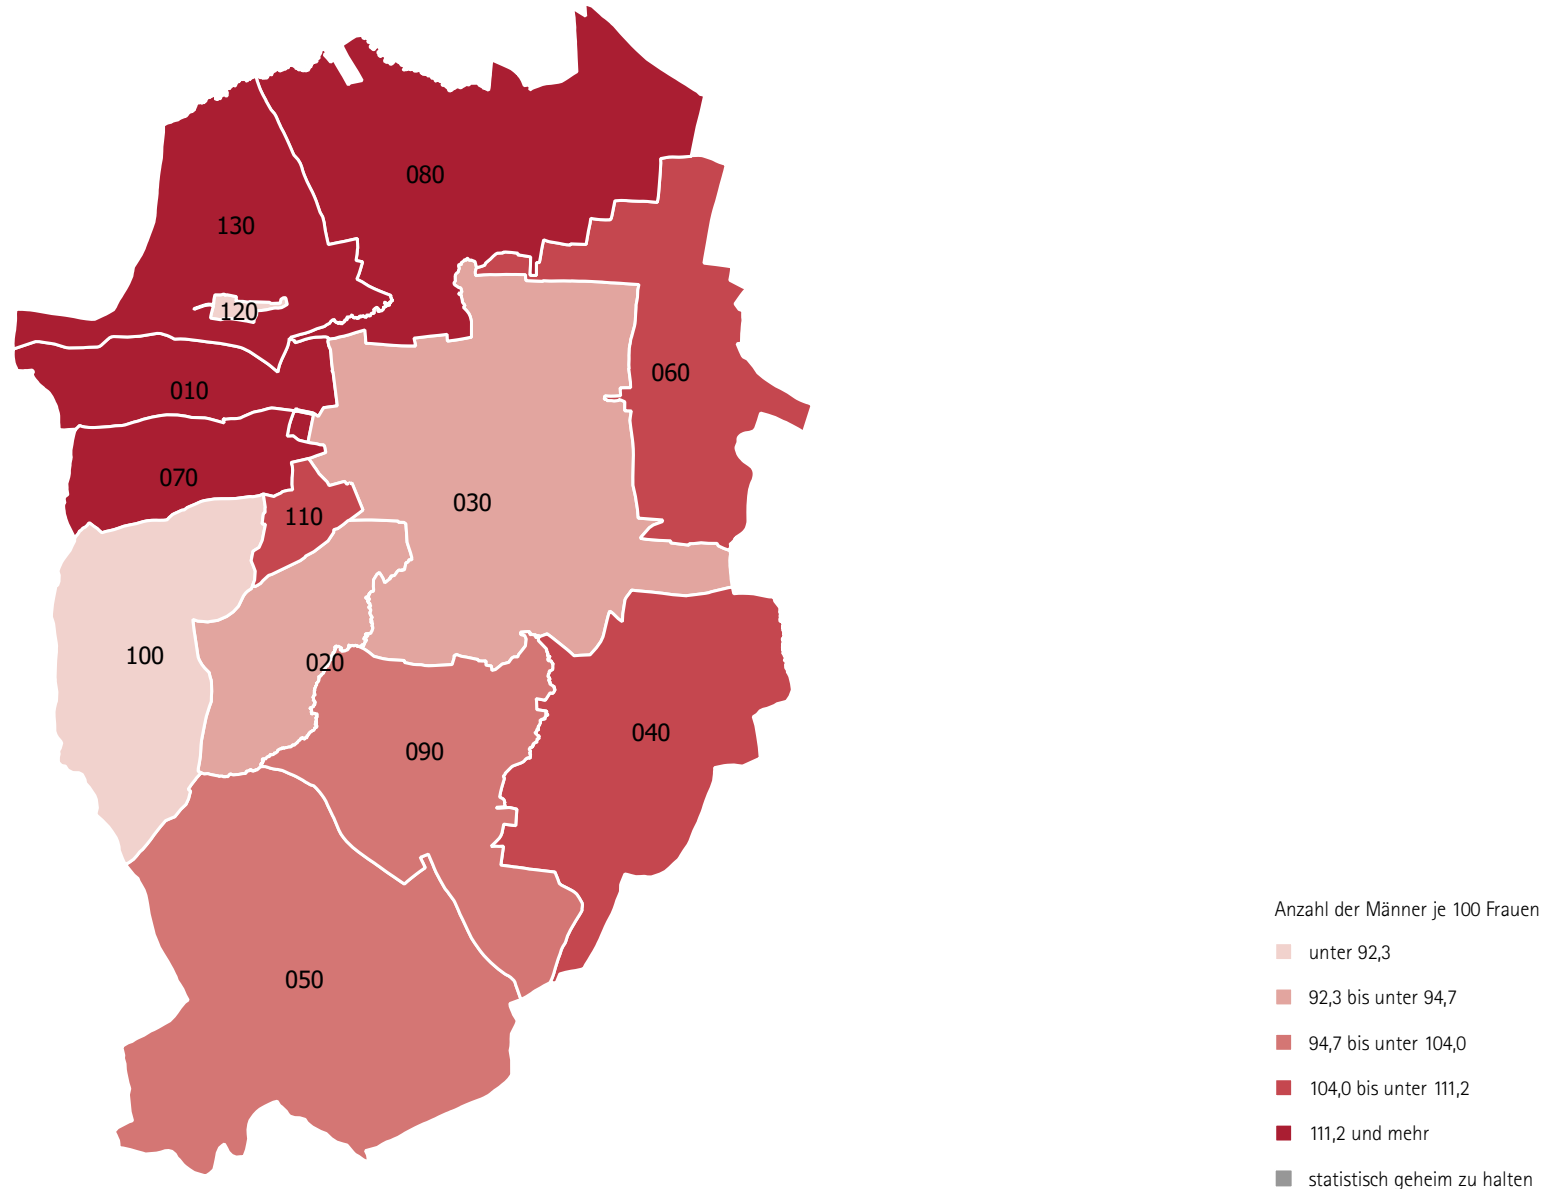 080
130
120
060
010
070
030
110
100
020
040
090
050
Anzahl der Männer je 100 Frauen
unter 92,3
92,3 bis unter 94,7
94,7 bis unter 104,0
104,0 bis unter 111,2
111,2 und mehr
statistisch geheim zu halten